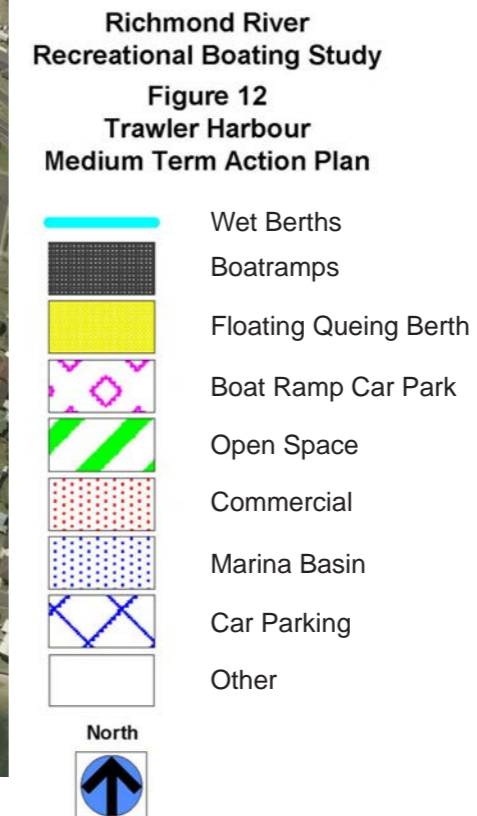 Richmond River
Recreational Boating Study
Figure 12
Trawler Harbour
Medium Term Action Plan
Wet Berths
Boatramps
Floating Queing Berth
Boat Ramp Car Park
Open Space
Commercial
Marina Basin
Car Parking
Other
North